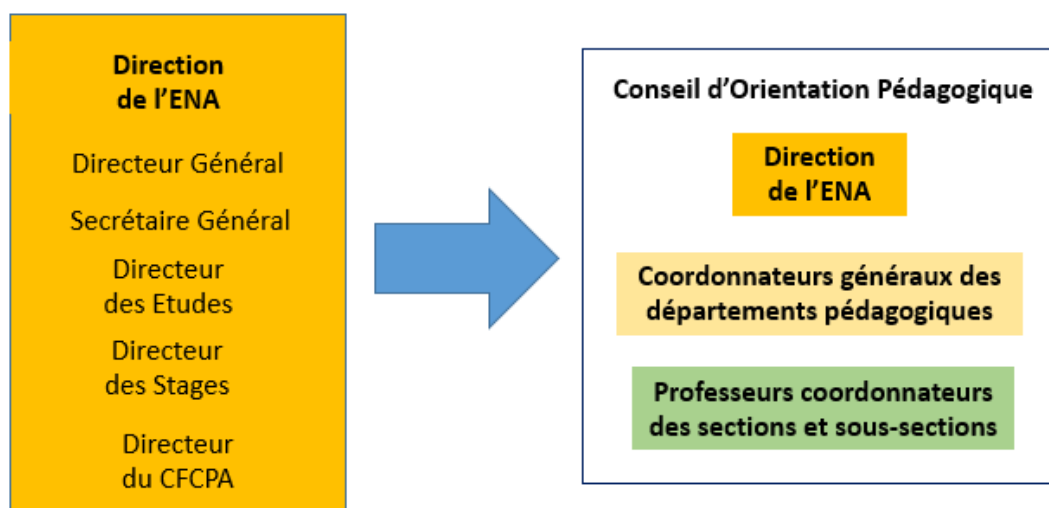 Direction
de l’ENA
Directeur Général
Secrétaire Général
Directeur
des Etudes
Directeur
des Stages
Directeur
du CFCPA
Conseil d’Orientation Pédagogique
Direction
de l’ENA
Coordonnateurs généraux des
départements pédagogiques
Professeurs coordonnateurs
des sections et sous-sections